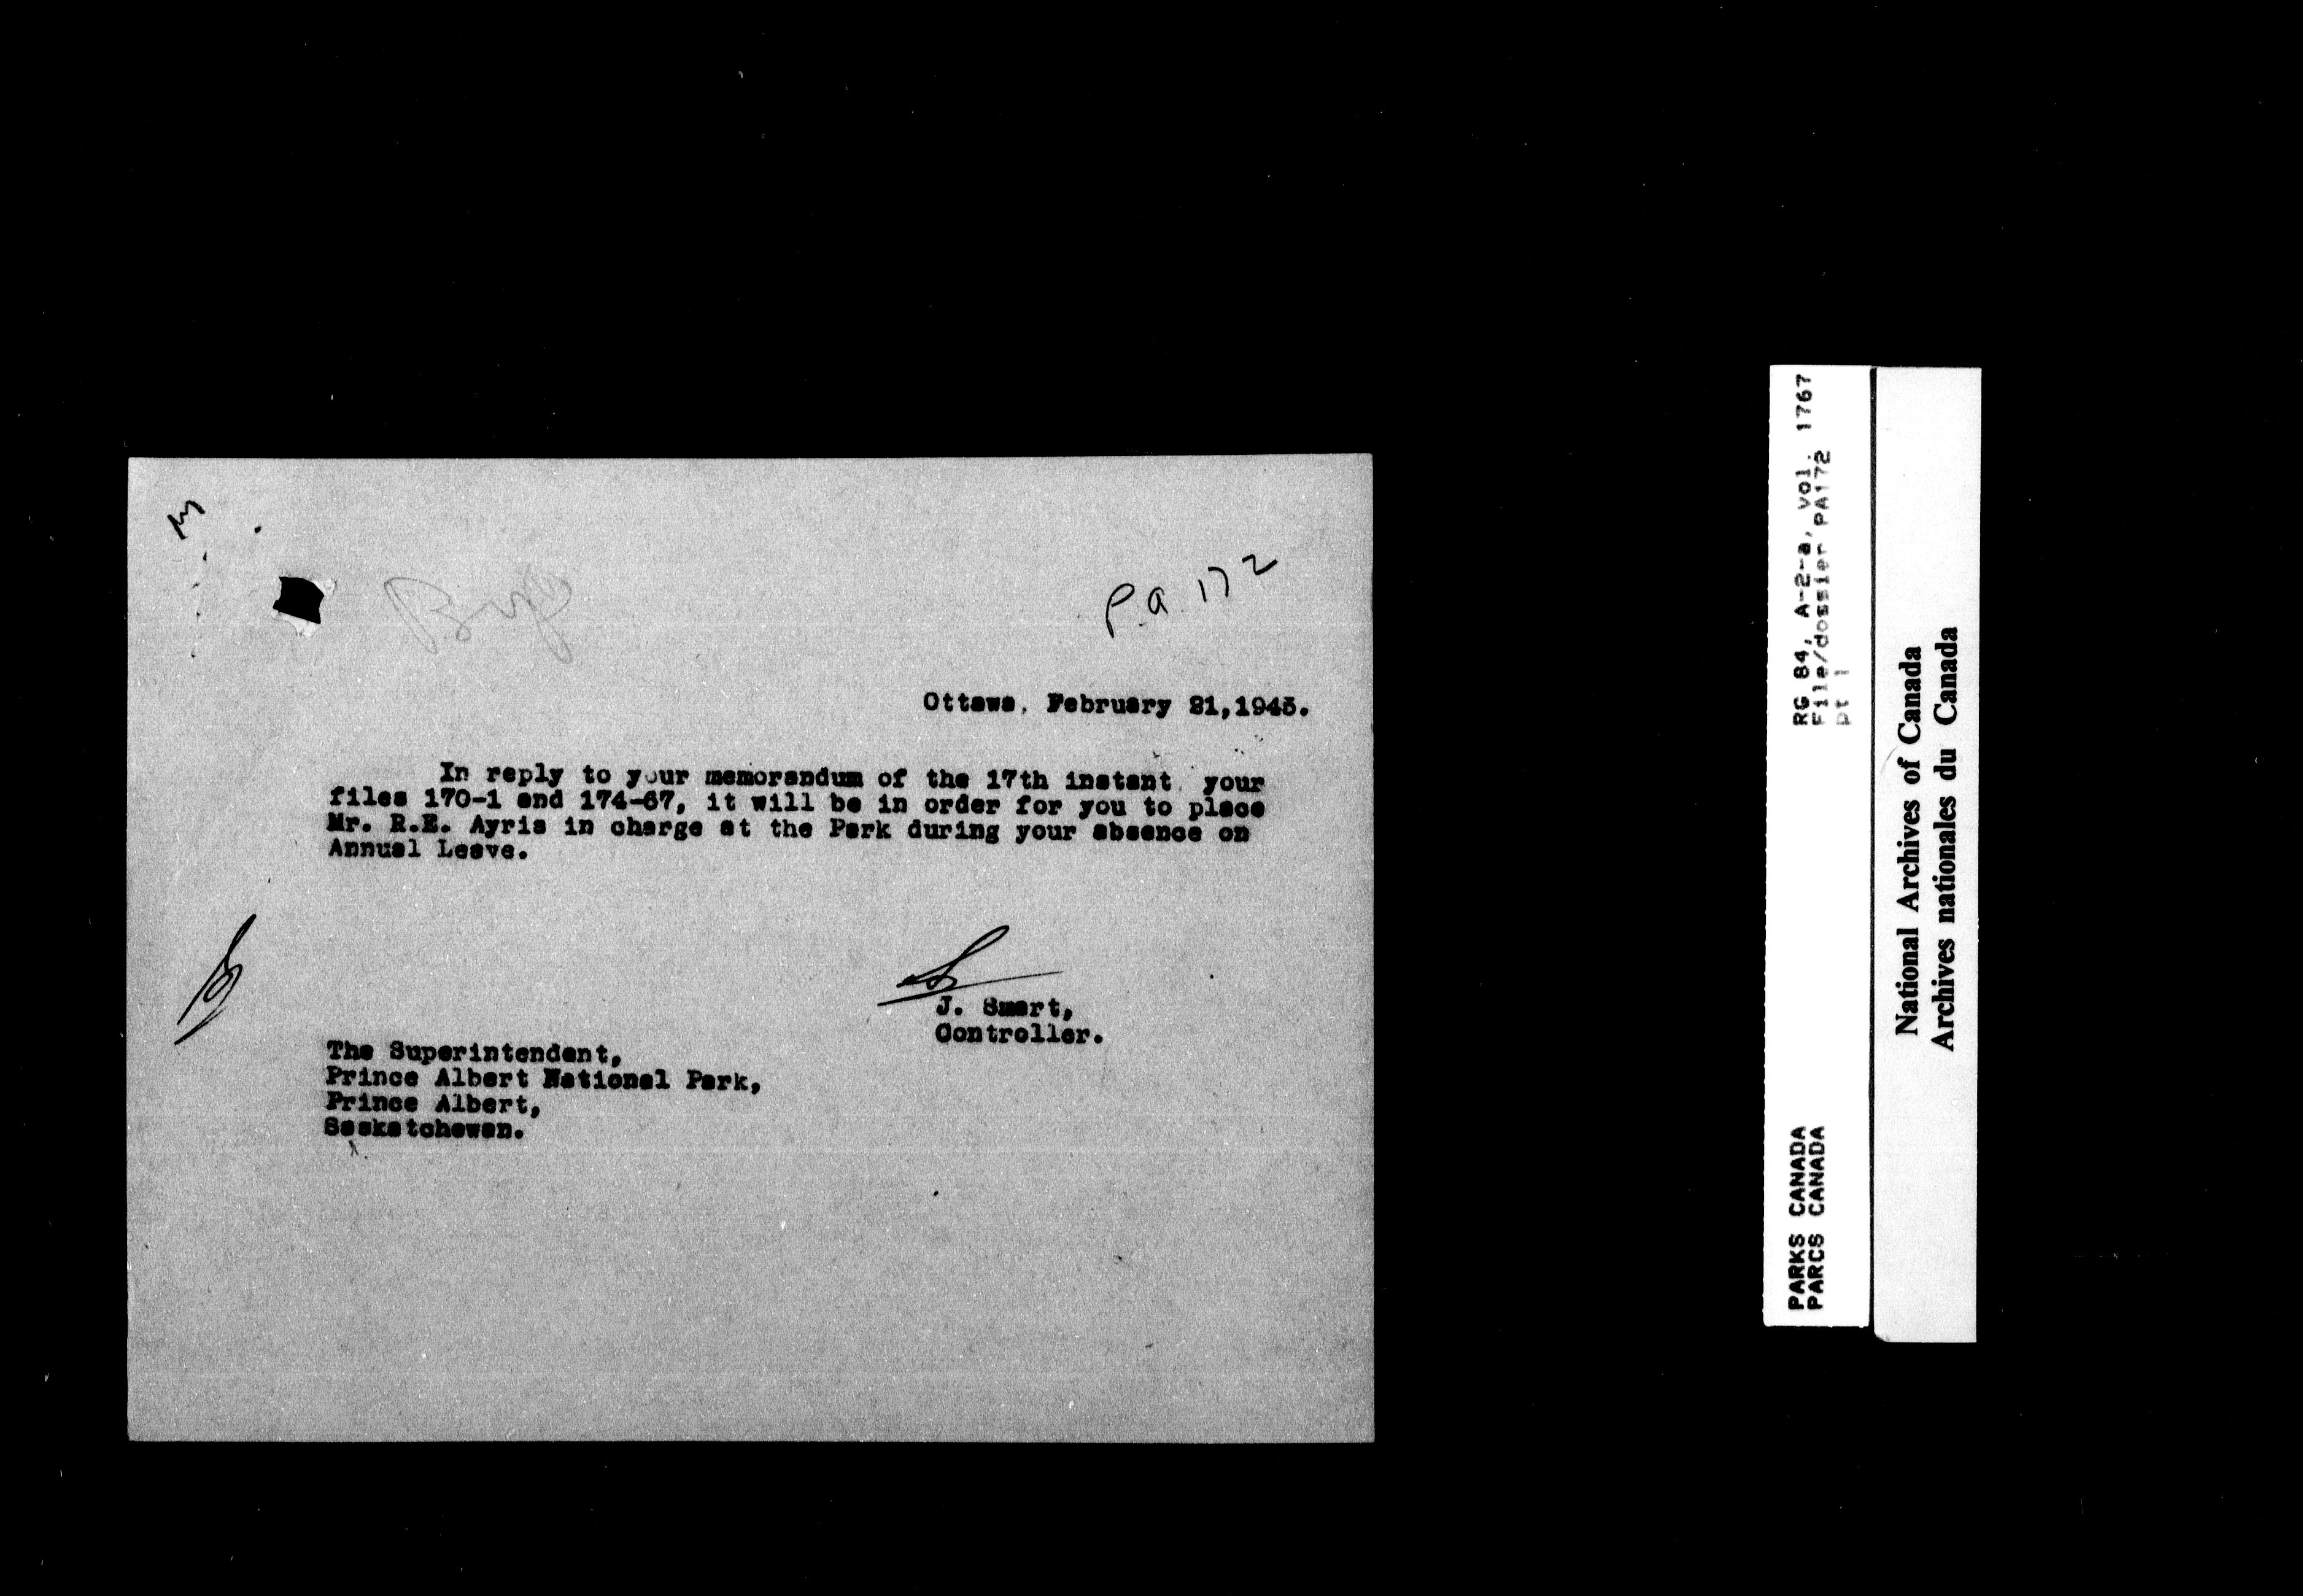 P.a. 172
Ottawa, February 21, 1945.
In reply to your memorandum of the 17th instant, your
files 170-1 and 174-67, it will be in order for you to place
Mr. R.E. Ayris in charge at the Park during your absence on
Annual Leave.
J. Smart,
Controller.
The Superintendent,
Prince Albert National Park,
Prince Albert,
Saskatchewan.
PARKS CANADA RG 84, A-2-a, vol. 1767
PARCS CANADA File/dossier PA172
pt 1
National Archives of Canada
Archives nationales du Canada